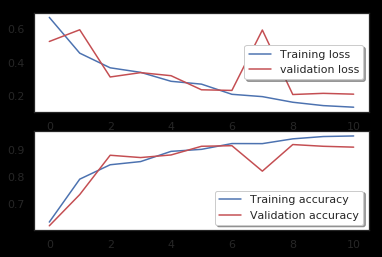 0.6
Training loss
validation loss
0.4
0.2
0 2 4 6 8 10
0.9
0.8
Training accuracy
Validation accuracy
0.7
0 2 4 6 8 10